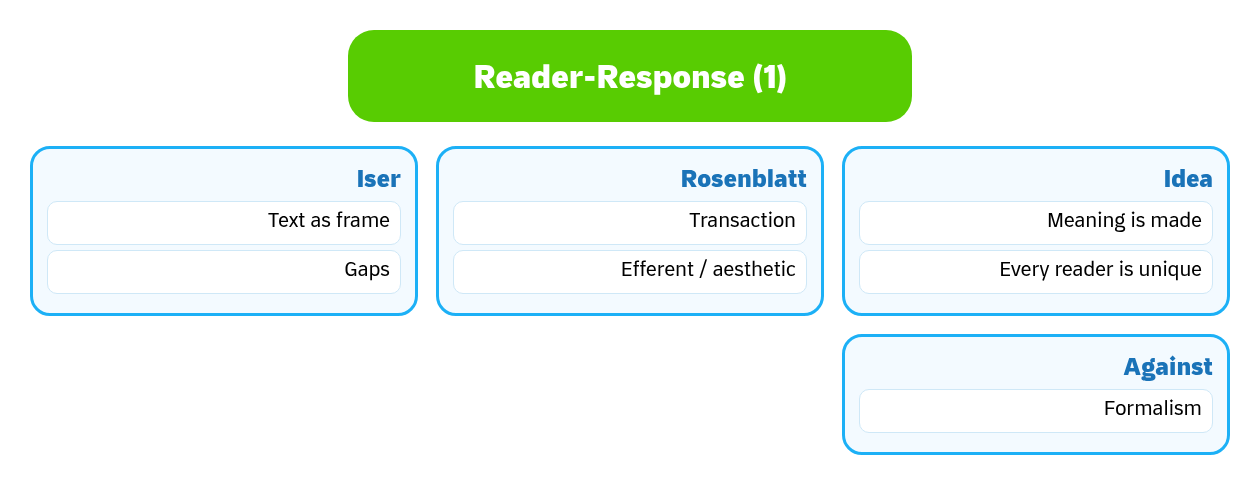 Reader-Response (1)
Idea
Meaning is made
Every reader is unique
Rosenblatt
Transaction
Efferent / aesthetic
Iser
Text as frame
Gaps
Against
Formalism